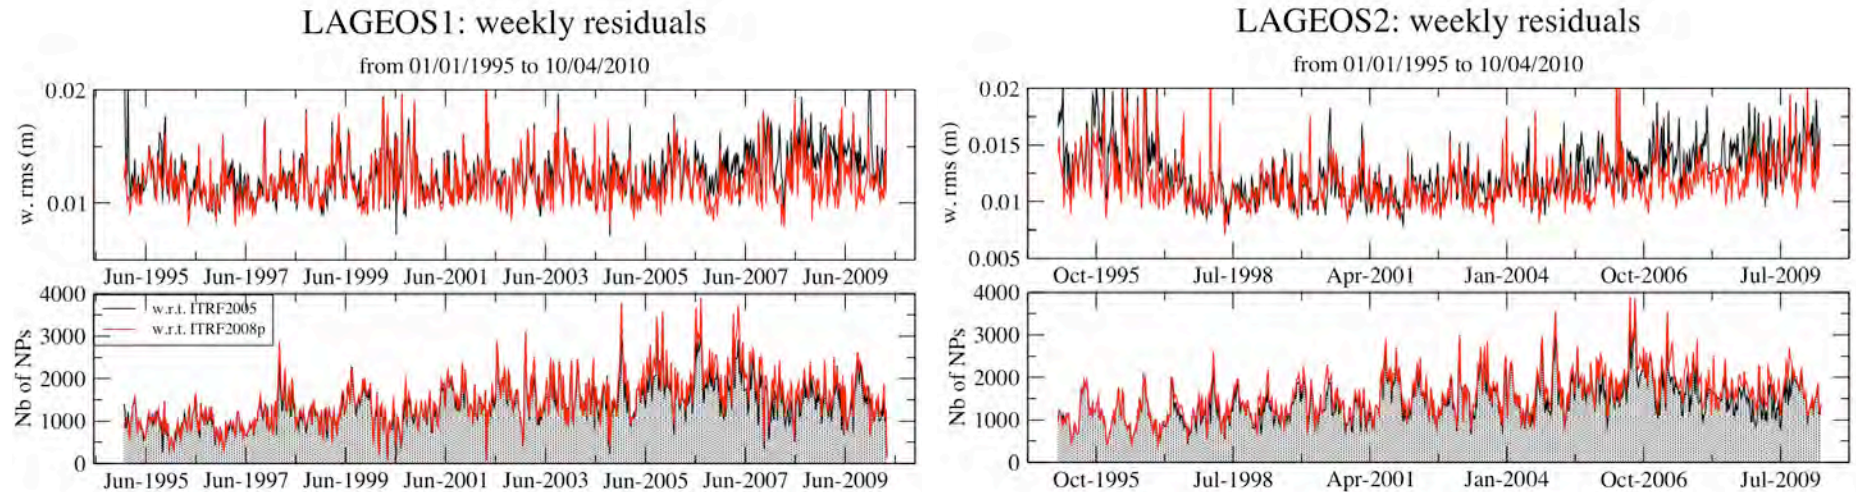 LAGEOS1: weekly residuals
from 01/01/1995 to 10/04/2010
w. rms (m)
0.02
0.01
Jun-1995 Jun-1997 Jun-1999 Jun-2001 Jun-2003 Jun-2005 Jun-2007 Jun-2009
Nb of NPs
4000
3000
2000
1000
0
w.r.t. ITRF2005
w.r.t. ITRF2008p
Jun-1995 Jun-1997 Jun-1999 Jun-2001 Jun-2003 Jun-2005 Jun-2007 Jun-2009
LAGEOS2: weekly residuals
from 01/01/1995 to 10/04/2010
w. rms (m)
0.02
0.015
0.01
0.005
Oct-1995 Jul-1998 Apr-2001 Jan-2004 Oct-2006 Jul-2009
Nb of NPs
4000
3000
2000
1000
0
Oct-1995 Jul-1998 Apr-2001 Jan-2004 Oct-2006 Jul-2009